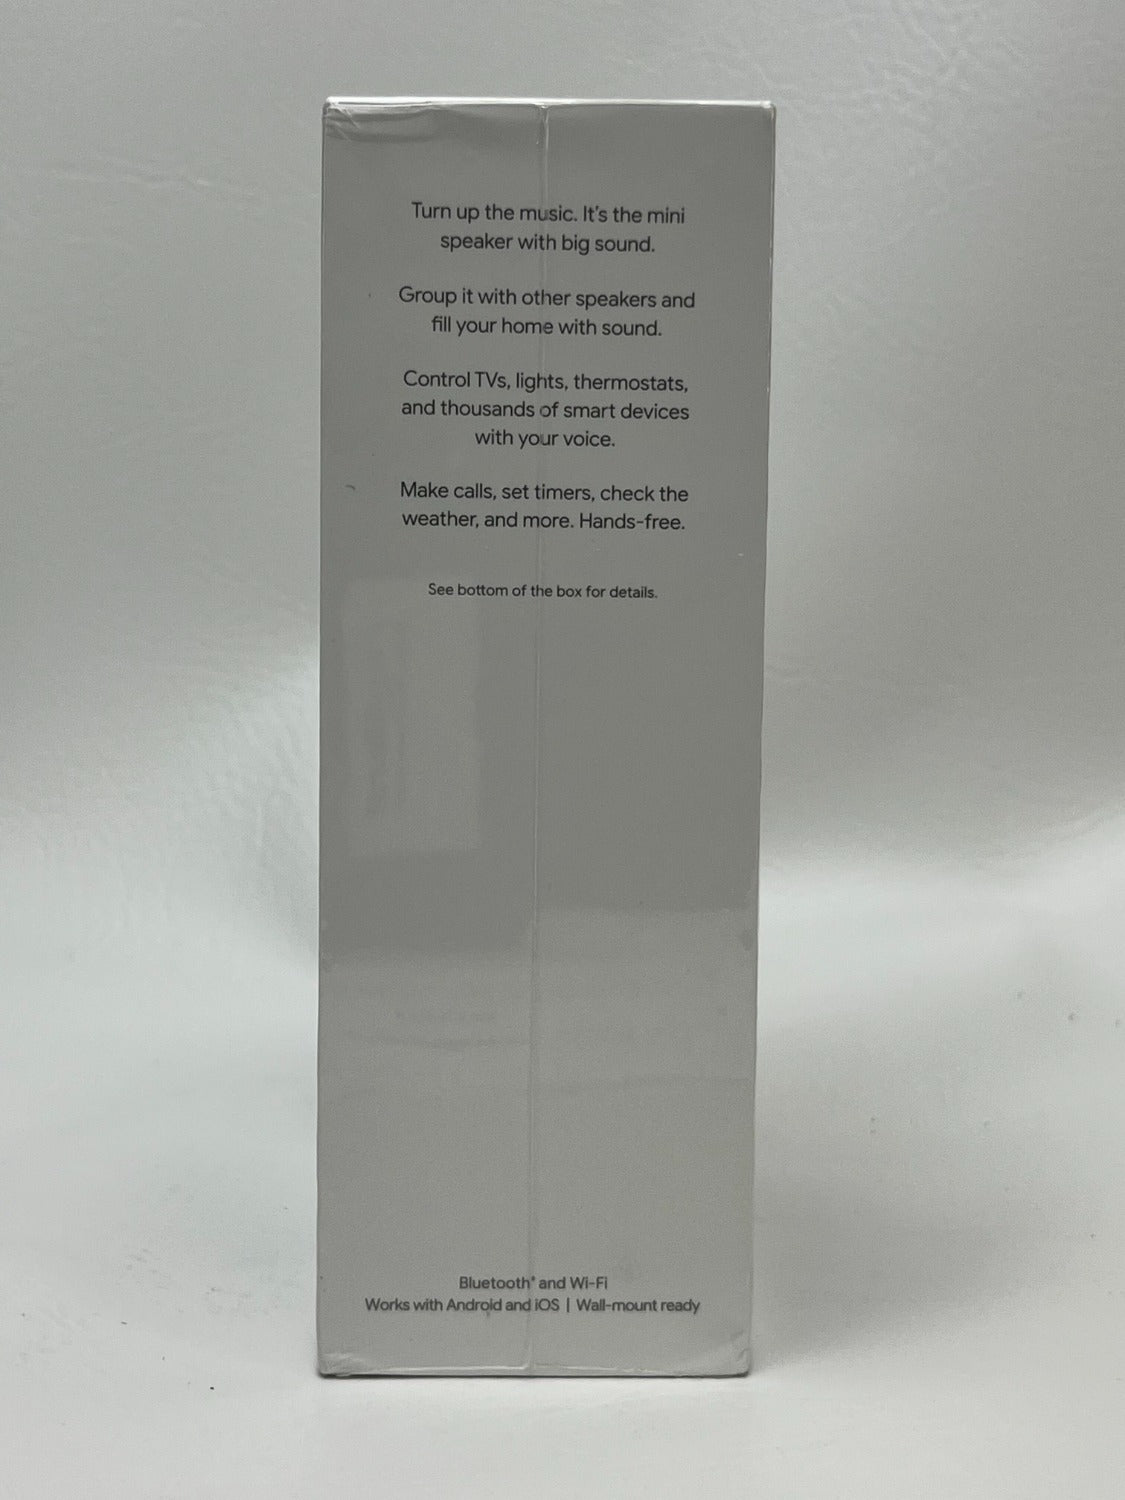 Turn up the music. It's the mini
speaker with big sound.
Group it with other speakers and
fill your home with sound.
Control TVs, lights, thermostats,
and thousands of smart devices
with your voice.
Make calls, set timers, check the
weather, and more. Hands-free.
See bottom of the box for details.
Bluetooth® and Wi-Fi
Works with Android and iOS | Wall-mount ready